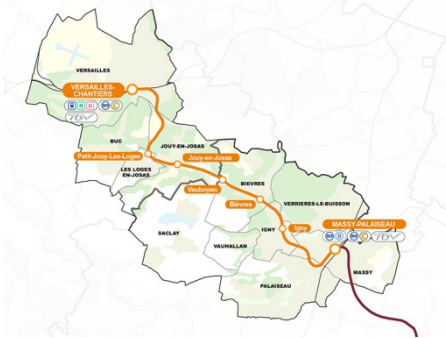 VERSAILLES
VERSAILLES-
CHANTIERS
TGV
BUC
JOUY-EN-JOSAS
Petit-Jouy-Les-Loges
Jouy-en-Josas
LES LOGES
EN-JOSAS
Vauboyen
BIEVRES
Bièvres
VERRIERES-LE-BUISSON
IGNY
Igny
MASSY-PALAISEAU
TGV
SACLAY
VAUHALLAN
PALAISEAU
MASSY